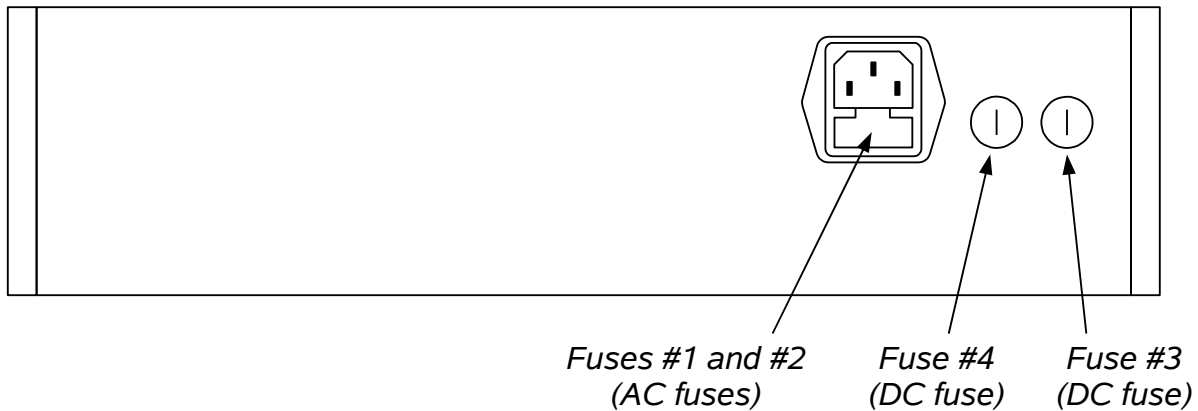 Fuses #1 and #2
(AC fuses)
Fuse #4
(DC fuse)
Fuse #3
(DC fuse)